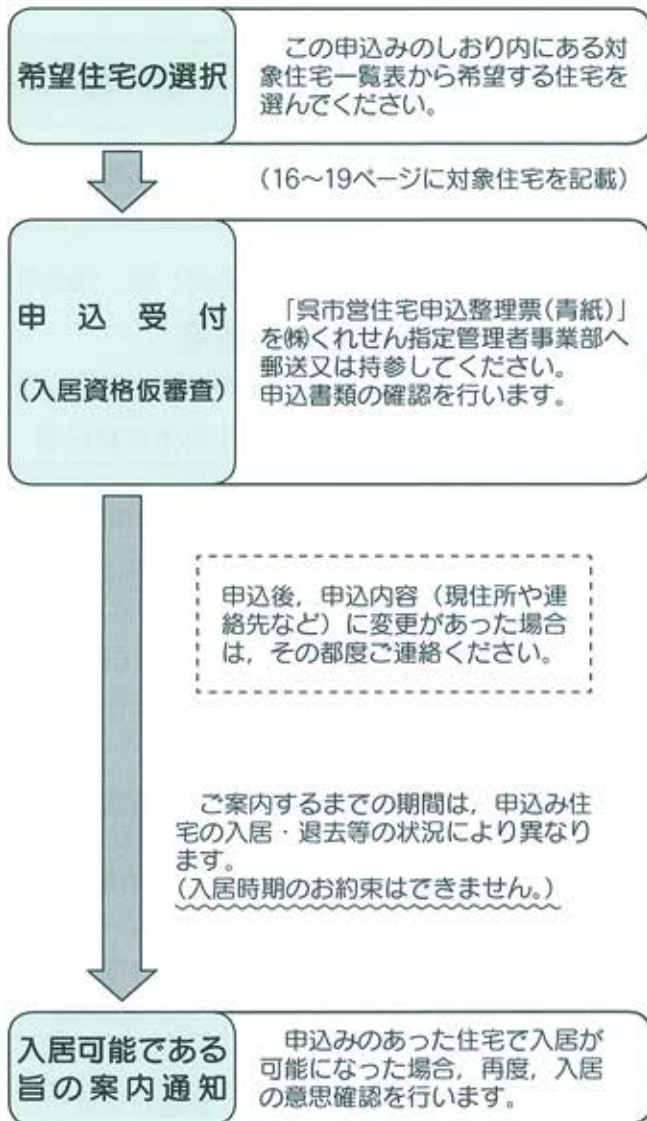 希望住宅の選択
この申込みのしおり内にある対
象住宅一覧表から希望する住宅を
選んでください。
（16〜19ページに対象住宅を記載）
申込受付
（入居資格仮審査）
「呉市営住宅申込整理票（青紙）」
を㈱くれせん指定管理者事業部へ
郵送又は持参してください。
申込書類の確認を行います。
申込後，申込内容（現住所や連
絡先など）に変更があった場合
は，その都度ご連絡ください。
ご案内するまでの期間は，申込み住
宅の入居・退去等の状況により異なり
ます。
（入居時期のお約束はできません。）
入居可能である
旨の案内通知
申込みのあった住宅で入居が
可能になった場合，再度，入居
の意思確認を行います。